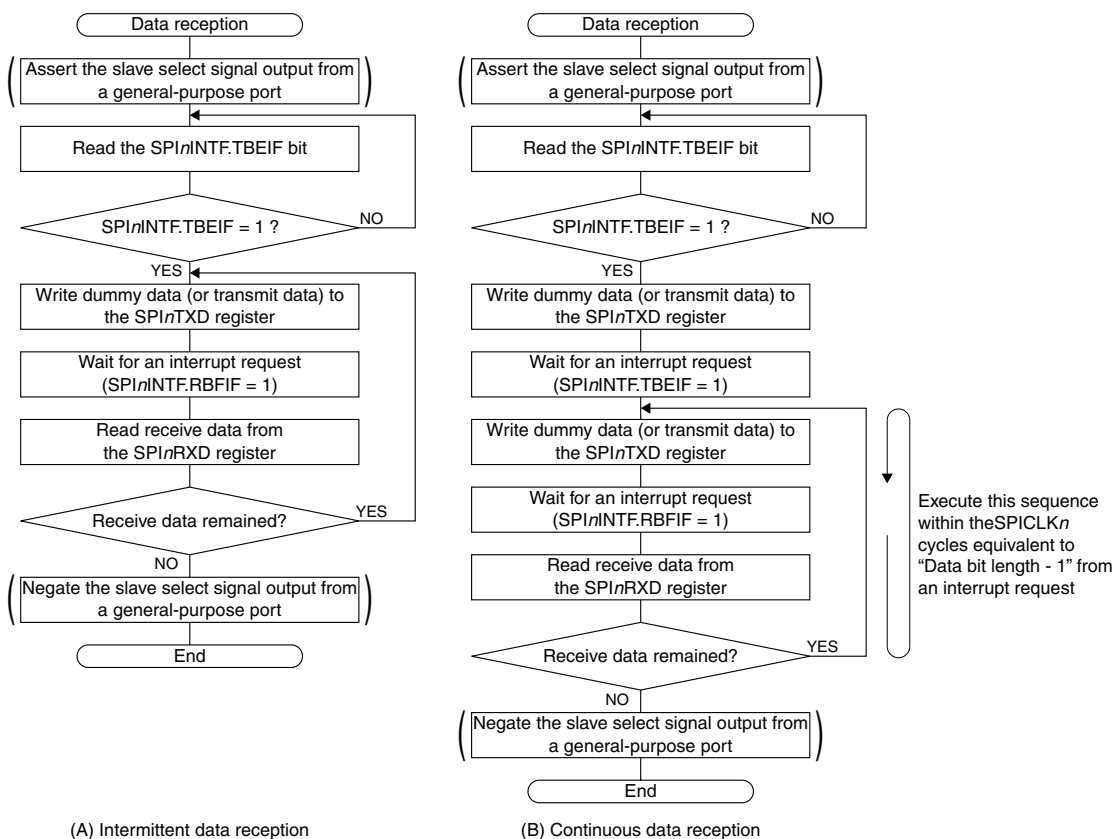 Data reception
Assert the slave select signal output from
a general-purpose port
Read the SPInINTF.TBEIF bit
SPInINTF.TBEIF = 1 ?
NO
YES
Write dummy data (or transmit data) to
the SPInTXD register
Wait for an interrupt request
(SPInINTF.RBFIF = 1)
Read receive data from
the SPInRXD register
Receive data remained?
YES
NO
Negate the slave select signal output from
a general-purpose port
End
(A) Intermittent data reception
Data reception
Assert the slave select signal output from
a general-purpose port
Read the SPInINTF.TBEIF bit
SPInINTF.TBEIF = 1 ?
NO
YES
Write dummy data (or transmit data) to
the SPInTXD register
Wait for an interrupt request
(SPInINTF.TBEIF = 1)
Write dummy data (or transmit data) to
the SPInTXD register
Wait for an interrupt request
(SPInINTF.RBFIF = 1)
Read receive data from
the SPInRXD register
Receive data remained?
YES
NO
Negate the slave select signal output from
a general-purpose port
End
Execute this sequence
within theSPICLKn
cycles equivalent to
“Data bit length - 1” from
an interrupt request
(B) Continuous data reception